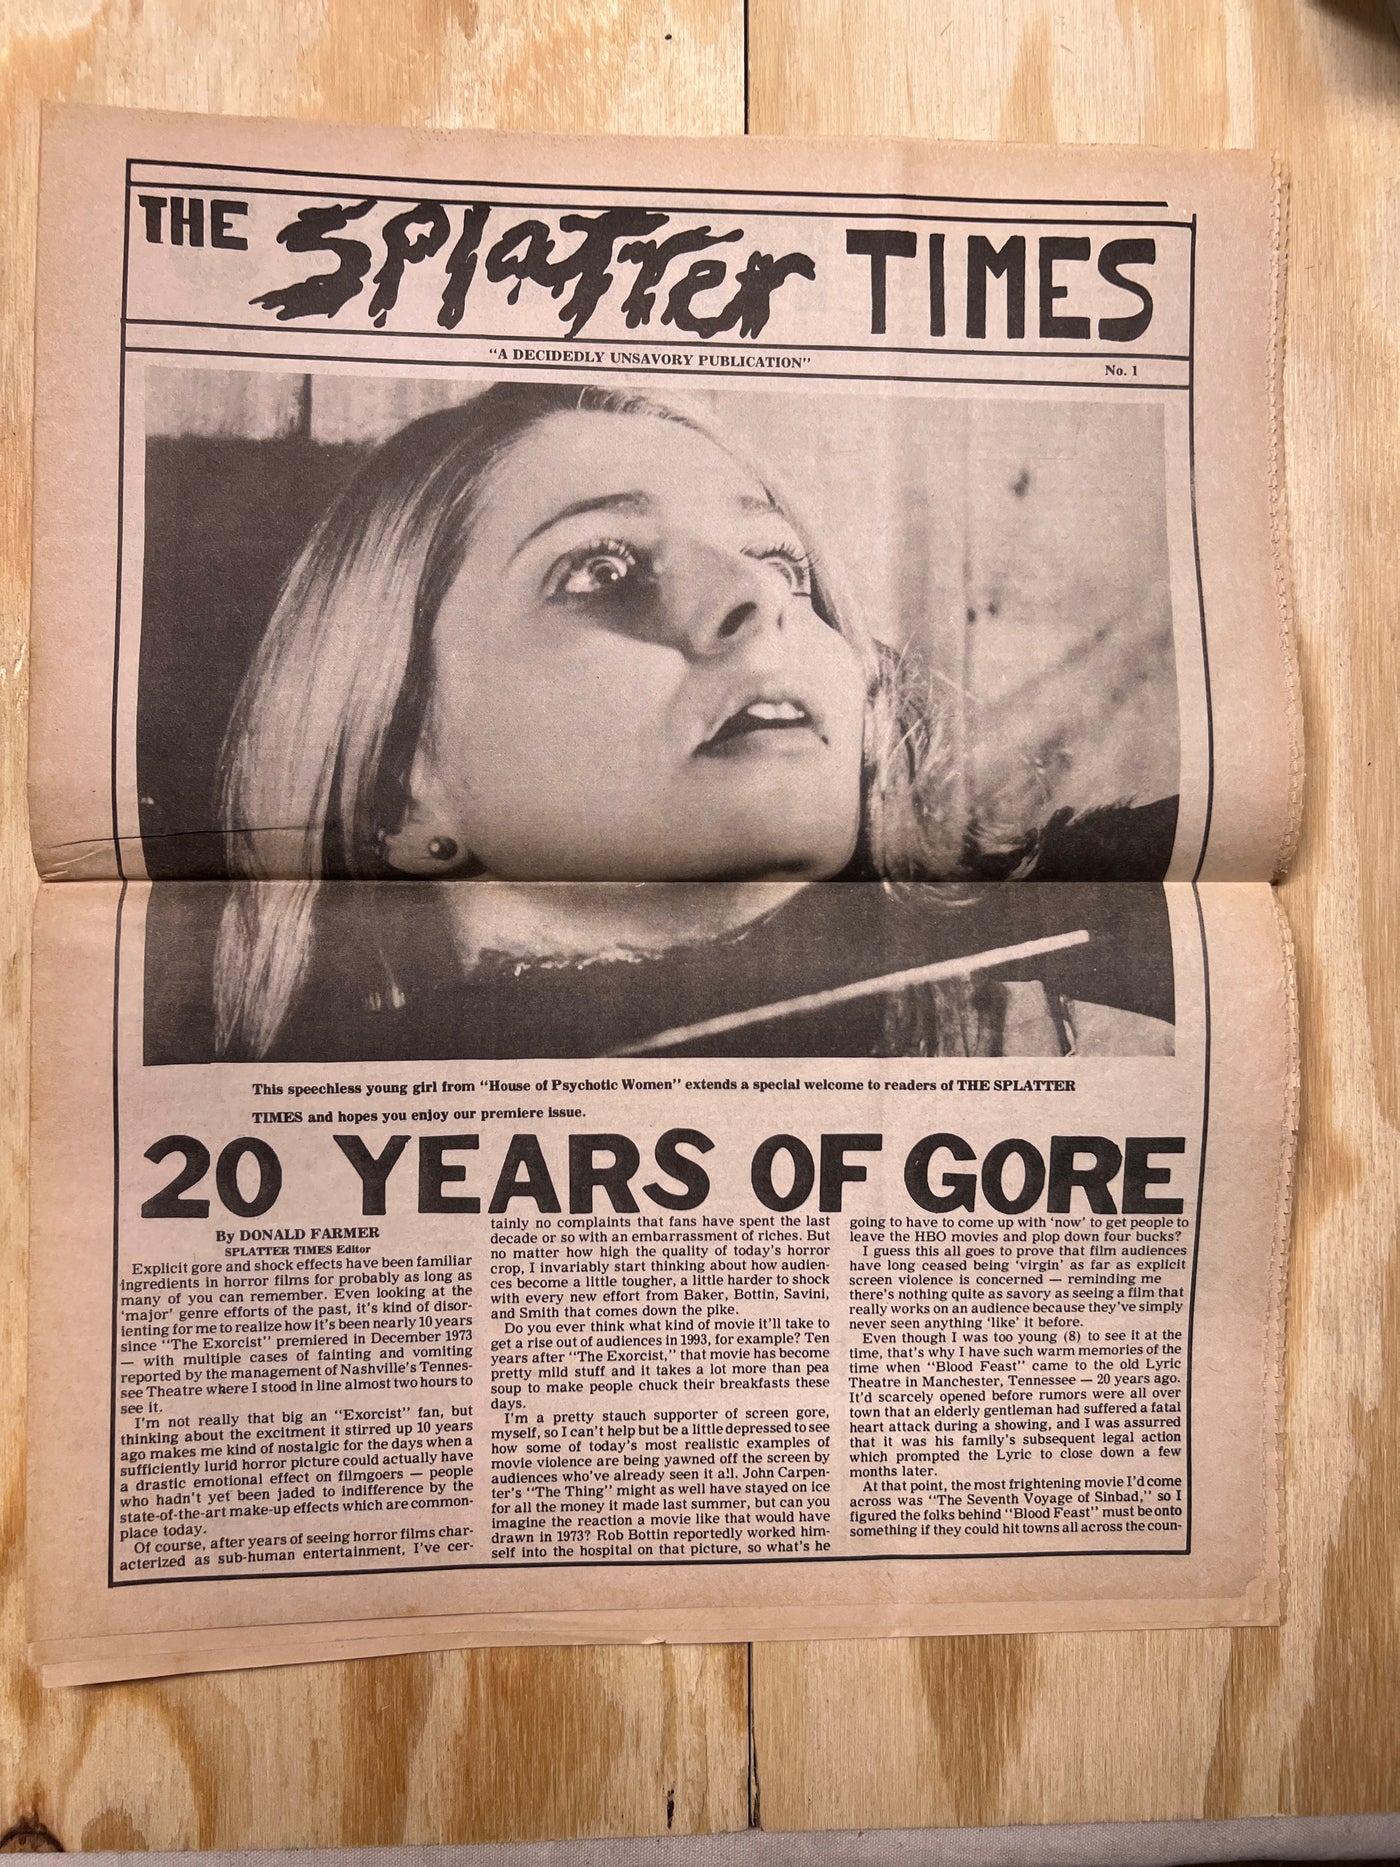 THE Splatter TIMES
"A DECIDEDLY UNSAVORY PUBLICATION"
No. 1
This speechless young girl from "House of Psychotic Women" extends a special welcome to readers of THE SPLATTER
TIMES and hopes you enjoy our premiere issue.
20 YEARS OF GORE
By DONALD FARMER
SPLATTER TIMES Editor
Explicit gore and shock effects have been familiar
ingredients in horror films for probably as long as
many of you can remember. Even looking at the
'major' genre efforts of the past, it's kind of disor-
ienting for me to realize how it's been nearly 10 years
since "The Exorcist" premiered in December 1973
— with multiple cases of fainting and vomiting
reported by the management of Nashville's Tennes-
see Theatre where I stood in line almost two hours to
see it.
I'm not really that big an "Exorcist" fan, but
thinking about the excitment it stirred up 10 years
ago makes me kind of nostalgic for the days when a
sufficiently lurid horror picture could actually have
a drastic emotional effect on filmgoers — people
who hadn't yet been jaded to indifference by the
state-of-the-art make-up effects which are common-
place today.
Of course, after years of seeing horror films char-
acterized as sub-human entertainment, I've cer-
tainly no complaints that fans have spent the last
decade or so with an embarrassment of riches. But
no matter how high the quality of today's horror
crop, I invariably start thinking about how audien-
ces become a little tougher, a little harder to shock
with every new effort from Baker, Bottin, Savini,
and Smith that comes down the pike.
Do you ever think what kind of movie it'll take to
get a rise out of audiences in 1993, for example? Ten
years after "The Exorcist," that movie has become
pretty mild stuff and it takes a lot more than pea
soup to make people chuck their breakfasts these
days.
I'm a pretty stauch supporter of screen gore,
myself, so I can't help but be a little depressed to see
how some of today's most realistic examples of
movie violence are being yawned off the screen by
audiences who've already seen it all. John Carpen-
ter's "The Thing" might as well have stayed on ice
for all the money it made last summer, but can you
imagine the reaction a movie like that would have
drawn in 1973? Rob Bottin reportedly worked him-
self into the hospital on that picture, so what's he
going to have to come up with 'now' to get people to
leave the HBO movies and plop down four bucks?
I guess this all goes to prove that film audiences
have long ceased being 'virgin' as far as explicit
screen violence is concerned — reminding me
there's nothing quite as savory as seeing a film that
really works on an audience because they've simply
never seen anything 'like' it before.
Even though I was too young (8) to see it at the
time, that's why I have such warm memories of the
time when "Blood Feast" came to the old Lyric
Theatre in Manchester, Tennessee — 20 years ago.
It'd scarcely opened before rumors were all over
town that an elderly gentleman had suffered a fatal
heart attack during a showing, and I was assured
that it was his family's subsequent legal action
which prompted the Lyric to close down a few
months later.
At that point, the most frightening movie I'd come
across was "The Seventh Voyage of Sinbad," so I
figured the folks behind "Blood Feast" must be onto
something if they could hit towns all across the coun-